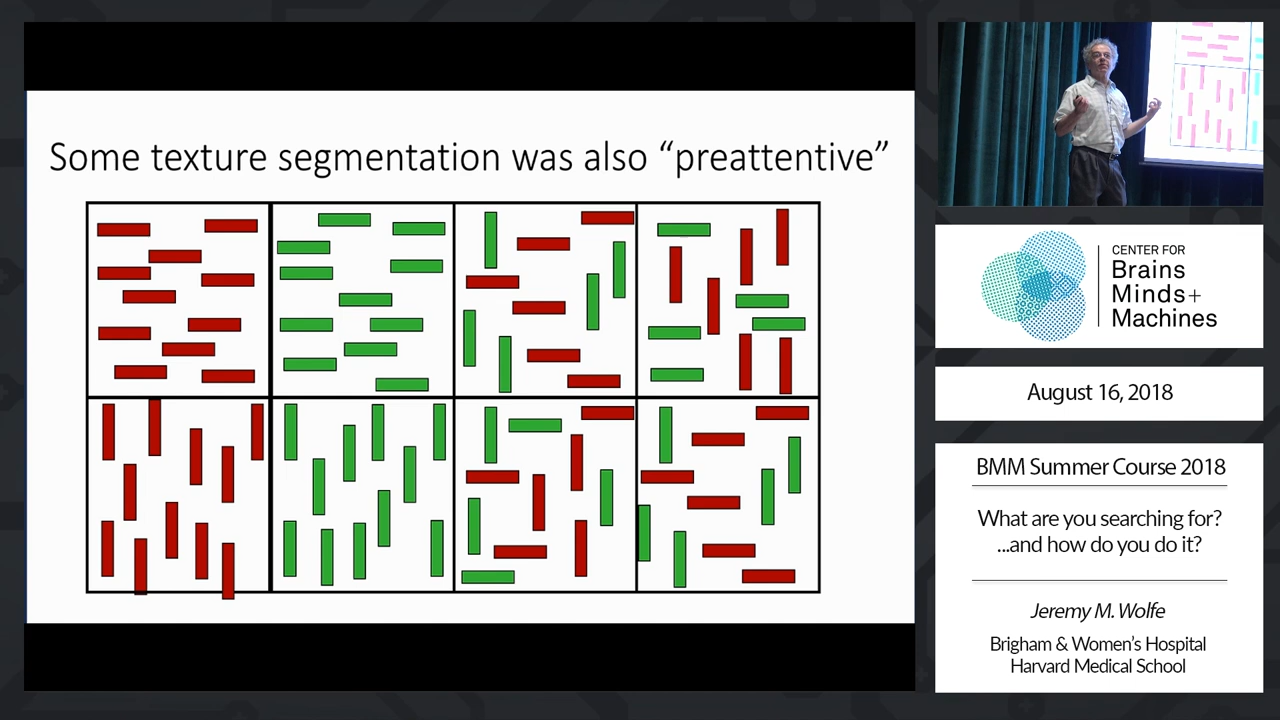 Some texture segmentation was also “preattentive”
CENTER FOR
Brains
Minds+
Machines
August 16, 2018
BMM Summer Course 2018
What are you searching for?
...and how do you do it?
Jeremy M. Wolfe
Brigham & Women’s Hospital
Harvard Medical School